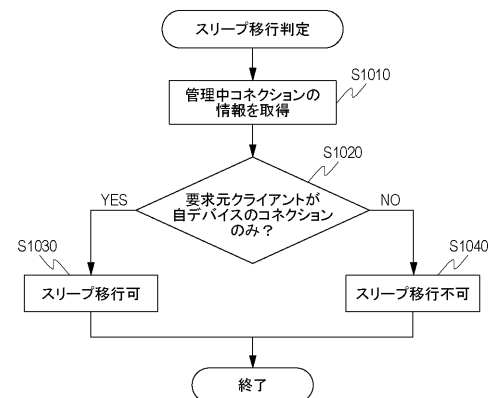 スリープ移行判定
S1010
管理中コネクションの
情報を取得
S1020
要求元クライアントが
自デバイスのコネクション
のみ？
YES
NO
S1030
スリープ移行可
S1040
スリープ移行不可
終了